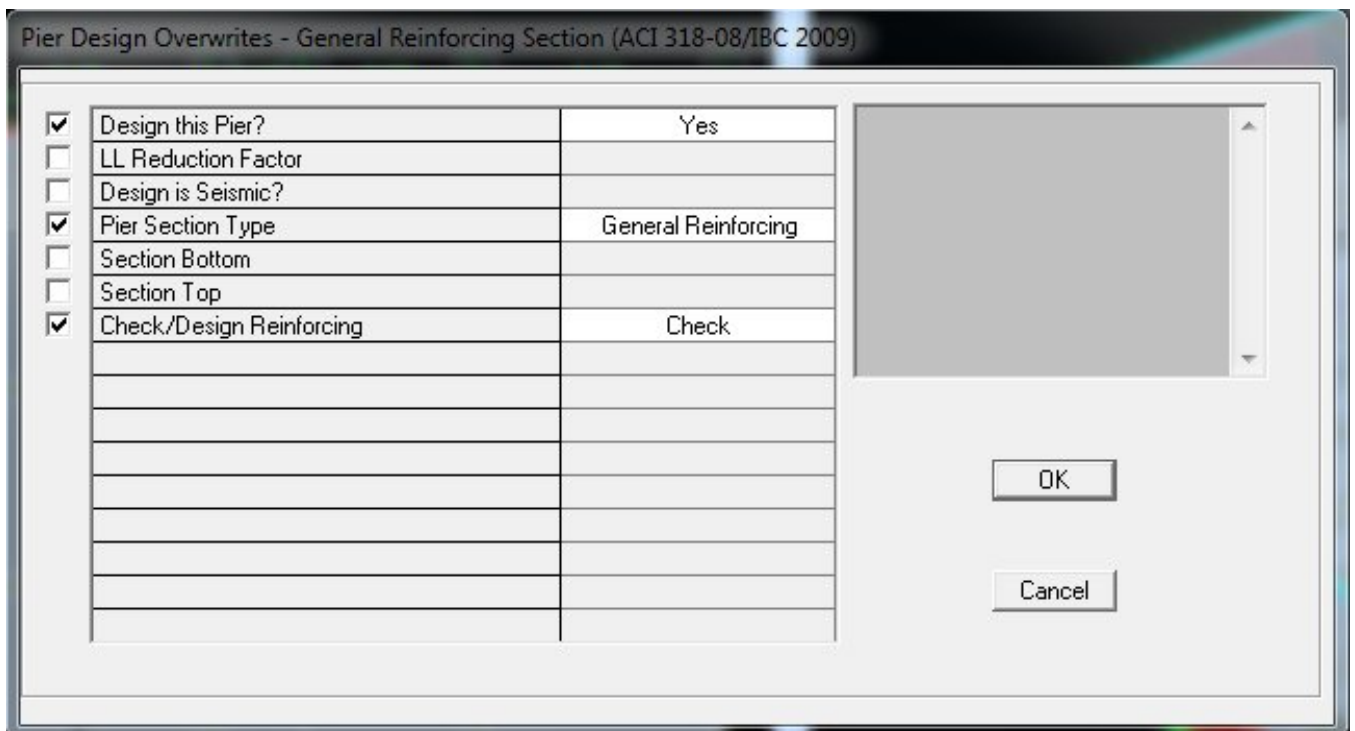 Pier Design Overwrites - General Reinforcing Section (ACI 318-08/IBC 2009)
Design this Pier? Yes
LL Reduction Factor
Design is Seismic?
Pier Section Type General Reinforcing
Section Bottom
Section Top
Check/Design Reinforcing Check
OK
Cancel